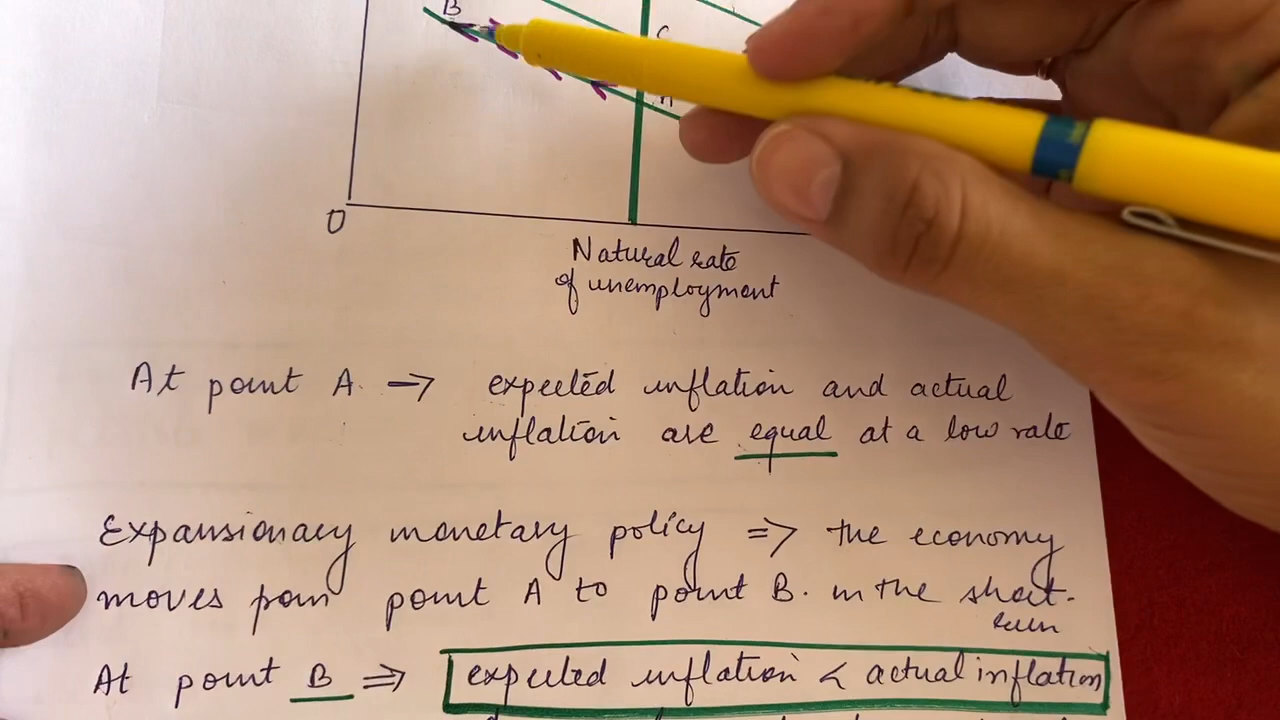 B
C
A
O
Natural rate
of unemployment
At point A. → expected inflation and actual
inflation are equal at a low rate
Expansionary monetary policy ⇒ the economy
moves from point A to point B. in the short-
run
At point B ⇒ expected inflation < actual inflation